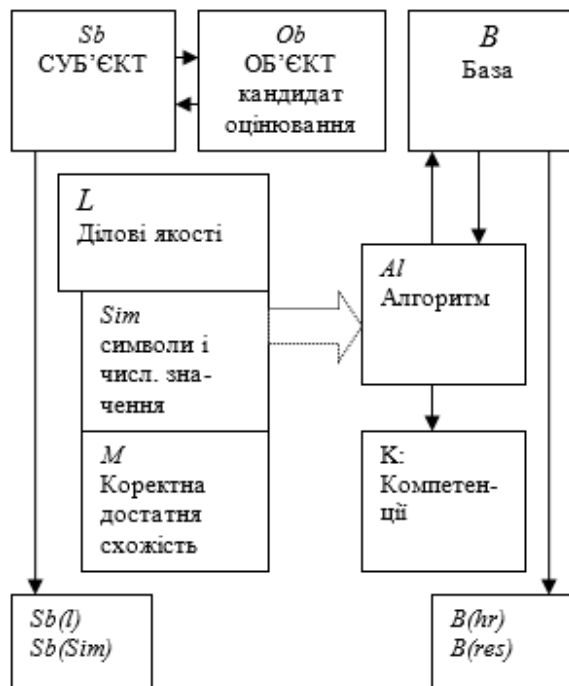 Sb
СУБ’ЄКТ
Ob
ОБ’ЄКТ
кандидат
оцінювання
B
База
L
Ділові якості
Sim
символи і
числ. зна-
чення
M
Коректна
достатня
схожість
Al
Алгоритм
K:
Компетен-
ції
Sb(l)
Sb(Sim)
B(hr)
B(res)